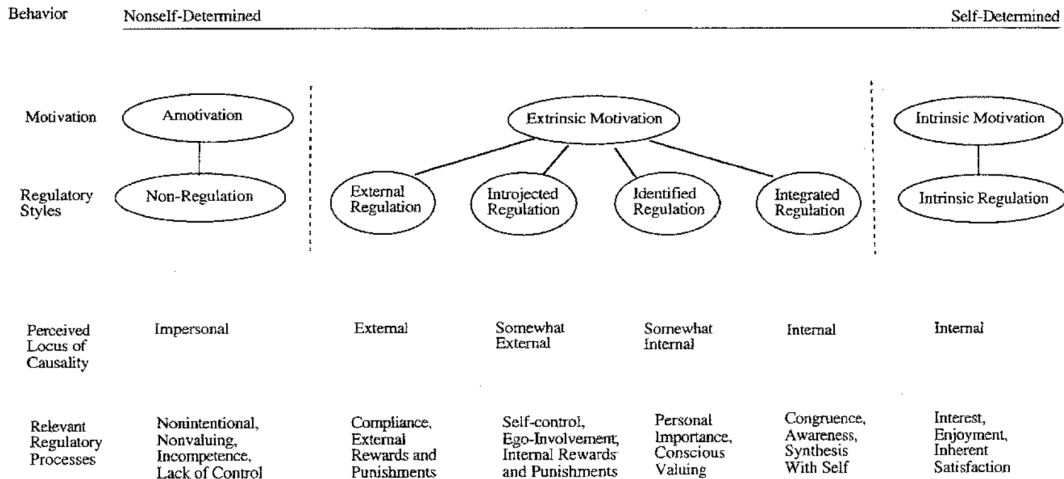 Behavior Nonself-Determined Self-Determined
Motivation Amotivation Extrinsic Motivation Intrinsic Motivation
Regulatory
Styles
Non-Regulation
External
Regulation
Introjected
Regulation
Identified
Regulation
Integrated
Regulation
Intrinsic Regulation
Perceived
Locus of
Causality
Impersonal
External
Somewhat
External
Somewhat
Internal
Internal
Internal
Relevant
Regulatory
Processes
Nonintentional,
Nonvaluing,
Incompetence,
Lack of Control
Compliance,
External
Rewards and
Punishments
Self-control,
Ego-Involvement,
Internal Rewards
and Punishments
Personal
Importance,
Conscious
Valuing
Congruence,
Awareness,
Synthesis
With Self
Interest,
Enjoyment,
Inherent
Satisfaction